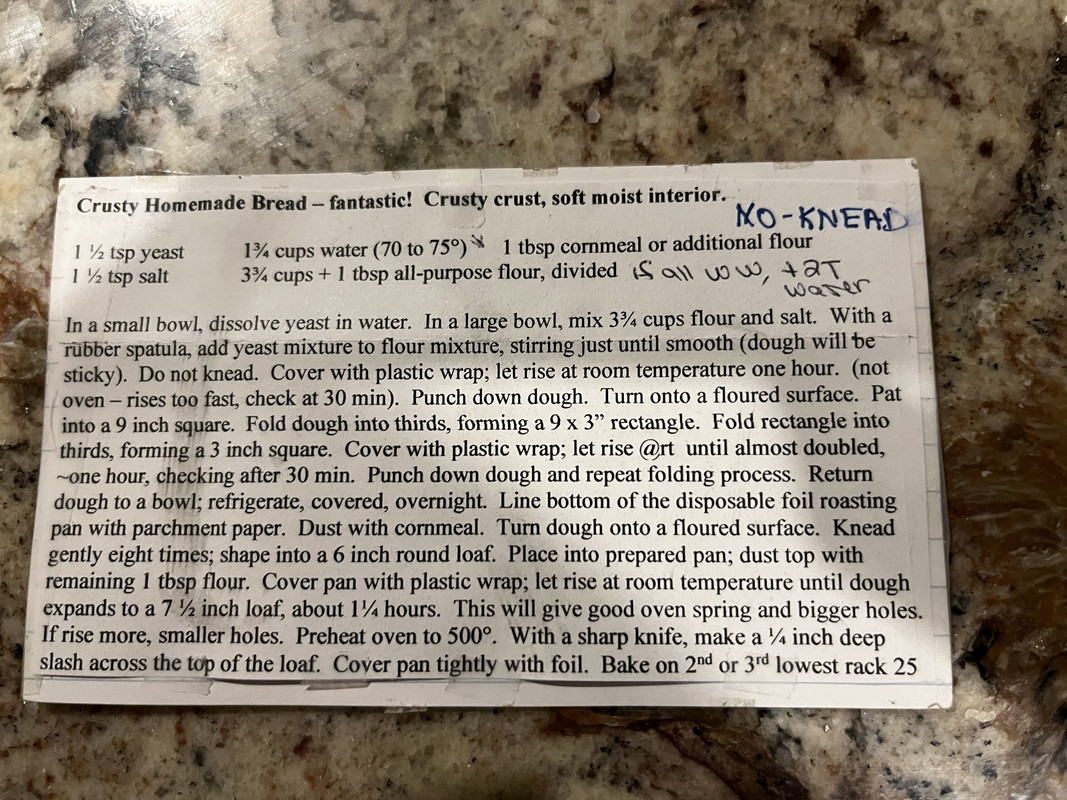 Crusty Homemade Bread – fantastic! Crusty crust, soft moist interior.
NO-KNEAD
1 ½ tsp yeast 1¾ cups water (70 to 75°) 1 tbsp cornmeal or additional flour
1 ½ tsp salt 3¾ cups + 1 tbsp all-purpose flour, divided is all ww, +2T
water
In a small bowl, dissolve yeast in water. In a large bowl, mix 3¾ cups flour and salt. With a
rubber spatula, add yeast mixture to flour mixture, stirring just until smooth (dough will be
sticky). Do not knead. Cover with plastic wrap; let rise at room temperature one hour. (not
oven – rises too fast, check at 30 min). Punch down dough. Turn onto a floured surface. Pat
into a 9 inch square. Fold dough into thirds, forming a 9 x 3” rectangle. Fold rectangle into
thirds, forming a 3 inch square. Cover with plastic wrap; let rise @rt until almost doubled,
~one hour, checking after 30 min. Punch down dough and repeat folding process. Return
dough to a bowl; refrigerate, covered, overnight. Line bottom of the disposable foil roasting
pan with parchment paper. Dust with cornmeal. Turn dough onto a floured surface. Knead
gently eight times; shape into a 6 inch round loaf. Place into prepared pan; dust top with
remaining 1 tbsp flour. Cover pan with plastic wrap; let rise at room temperature until dough
expands to a 7 ½ inch loaf, about 1¼ hours. This will give good oven spring and bigger holes.
If rise more, smaller holes. Preheat oven to 500°. With a sharp knife, make a ¼ inch deep
slash across the top of the loaf. Cover pan tightly with foil. Bake on 2nd or 3rd lowest rack 25